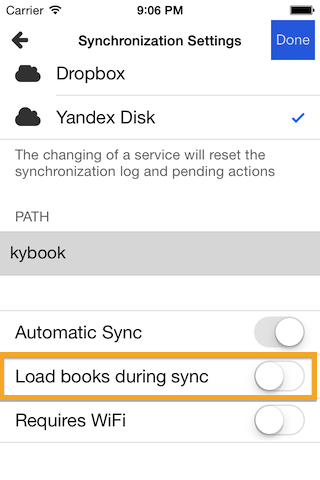 Carrier 9:06 PM
Synchronization Settings Done
Dropbox
Yandex Disk
The changing of a service will reset the
synchronization log and pending actions
PATH
kybook
Automatic Sync
Load books during sync
Requires WiFi